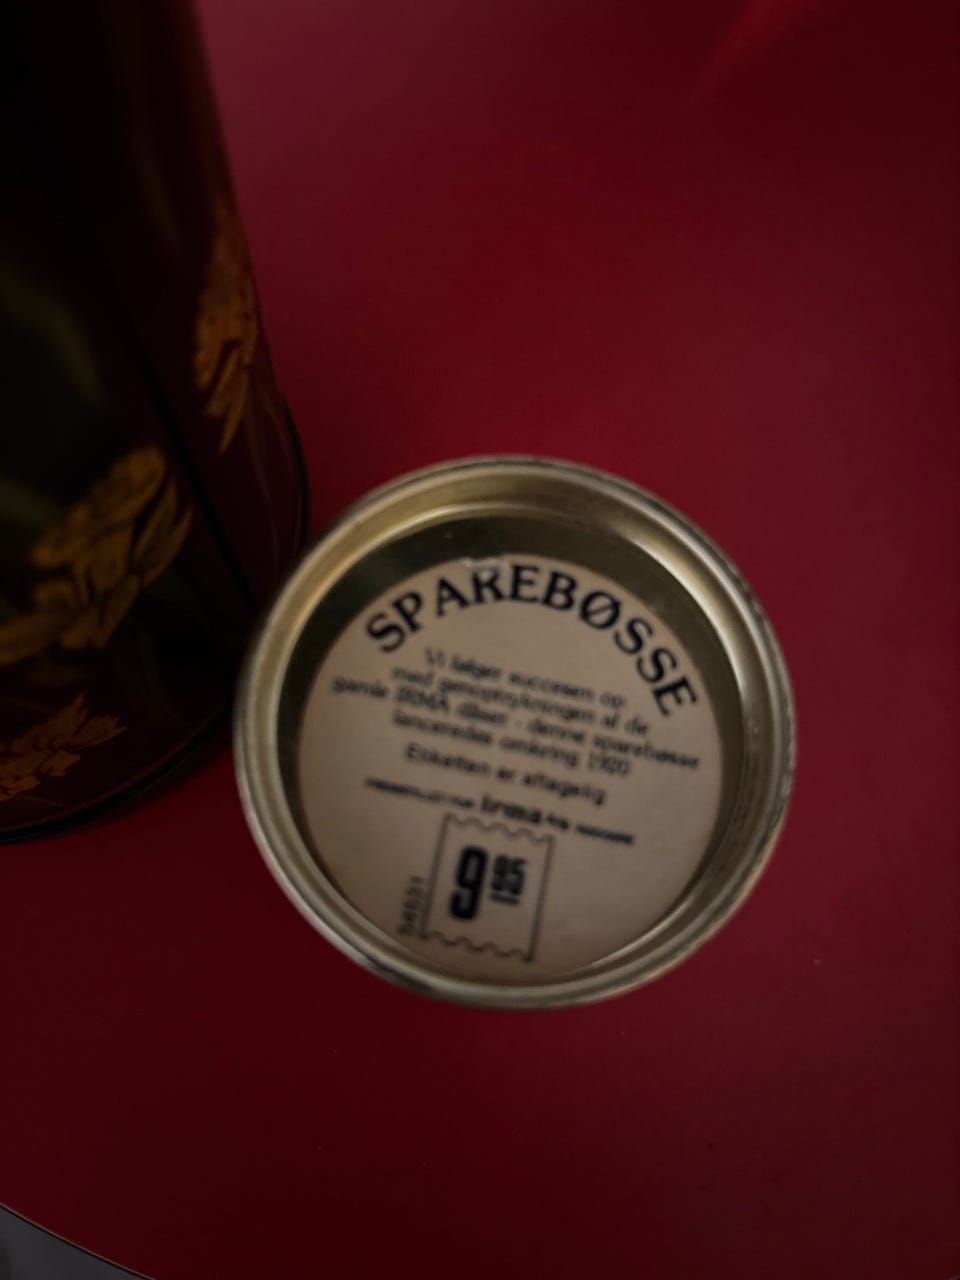 SPAREBØSSE
Vi følger succesen op
med genoptrykningen af de
gamle IRMA dåser - denne sparebøsse
lanceredes omkring 1920
Etiketten er aftagelig
irma
9 95